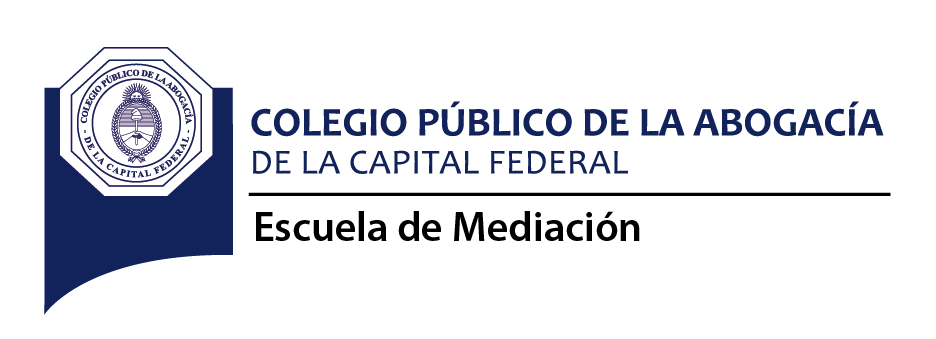 COLEGIO PÚBLICO DE LA ABOGACÍA
- DE LA CAPITAL FEDERAL -
COLEGIO PÚBLICO DE LA ABOGACÍA
DE LA CAPITAL FEDERAL
Escuela de Mediación